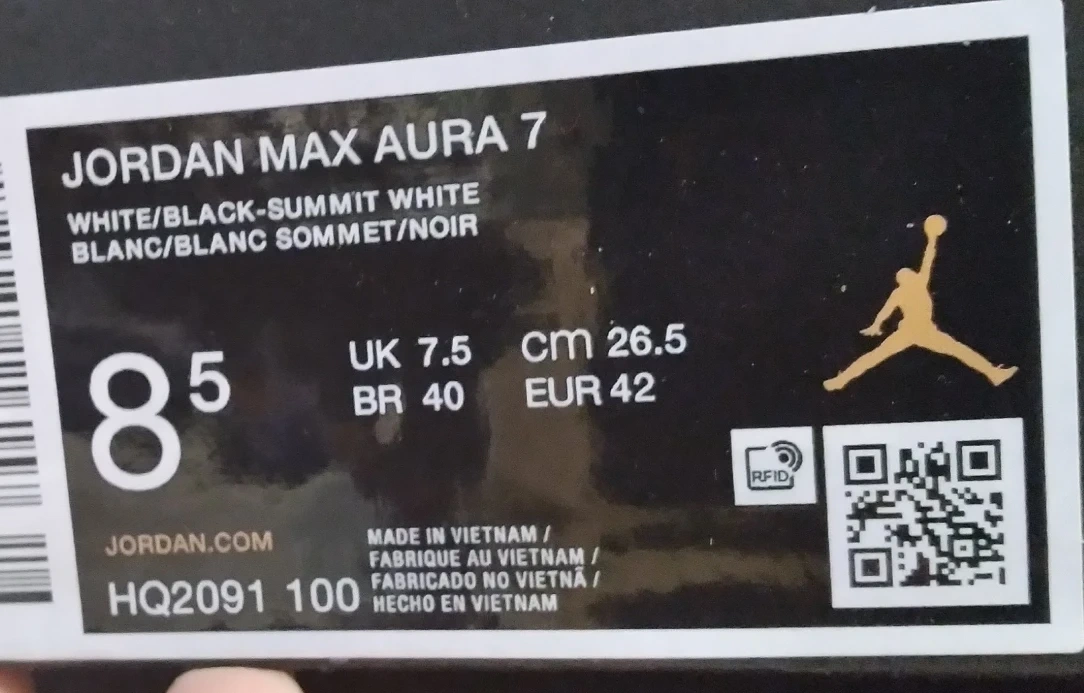 JORDAN MAX AURA 7
WHITE/BLACK-SUMMIT WHITE
BLANC/BLANC SOMMET/NOIR
8 5
UK 7.5 cm 26.5
BR 40 EUR 42
RFID
JORDAN.COM
HQ2091 100
MADE IN VIETNAM /
FABRIQUE AU VIETNAM /
FABRICADO NO VIETNÃ /
HECHO EN VIETNAM